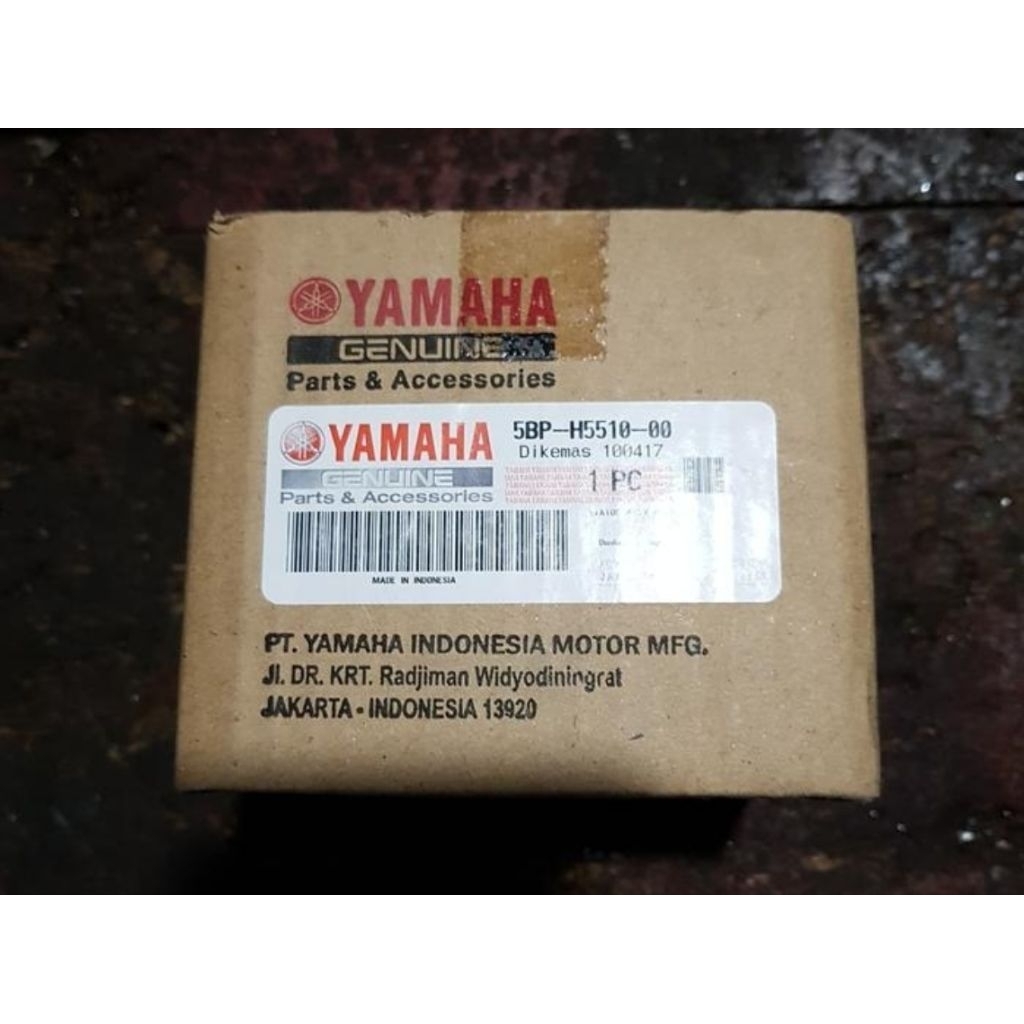 YAMAHA
GENUINE
Parts & Accessories
YAMAHA
GENUINE
Parts & Accessories
5BP-H5510-00
Dikemas 100417
1 PC
MADE IN INDONESIA
PT. YAMAHA INDONESIA MOTOR MFG.
Jl. DR. KRT. Radjiman Widyodiningrat
JAKARTA - INDONESIA 13920